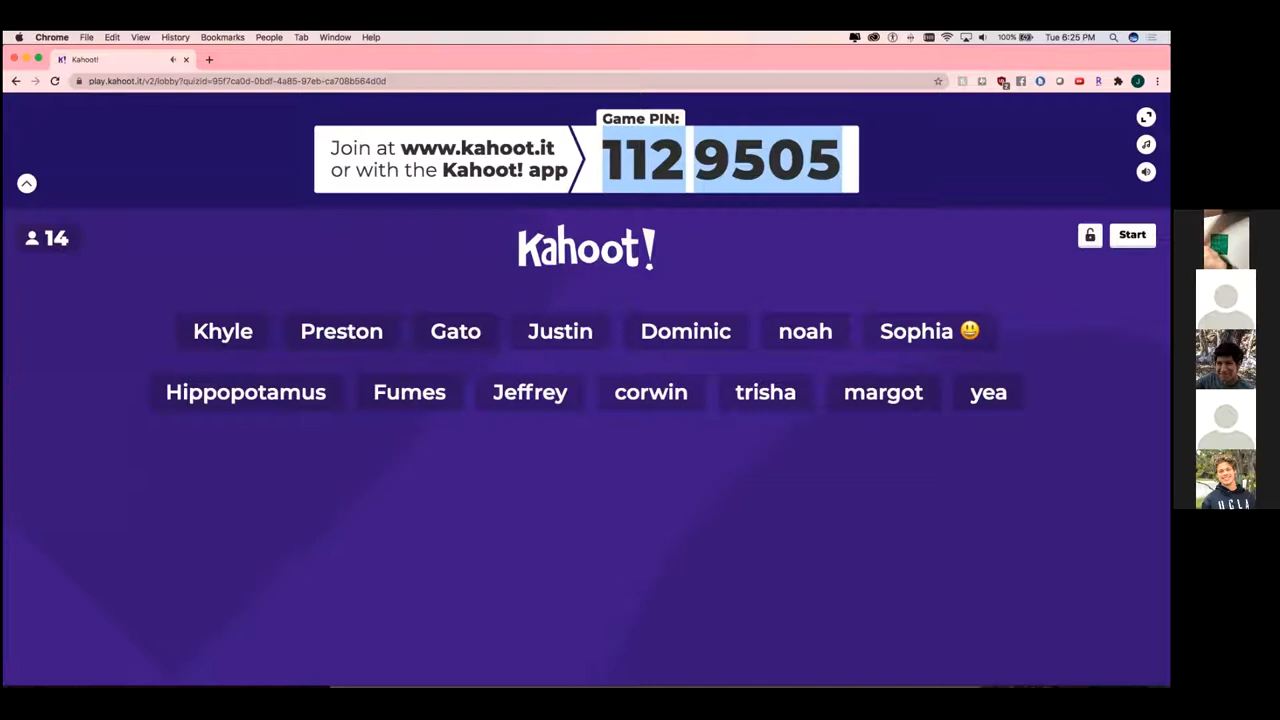 Chrome File Edit View History Bookmarks People Tab Window Help 100% Tue 6:25 PM
K! Kahoot!
play.kahoot.it/v2/lobby?quizid=95f7ca0d-0bdf-4a85-97eb-ca708b564d0d
Game PIN:
Join at www.kahoot.it
or with the Kahoot! app
112 9505
14
Kahoot!
Start
Khyle Preston Gato Justin Dominic noah Sophia 😃
Hippopotamus Fumes Jeffrey corwin trisha margot yea
UCLA